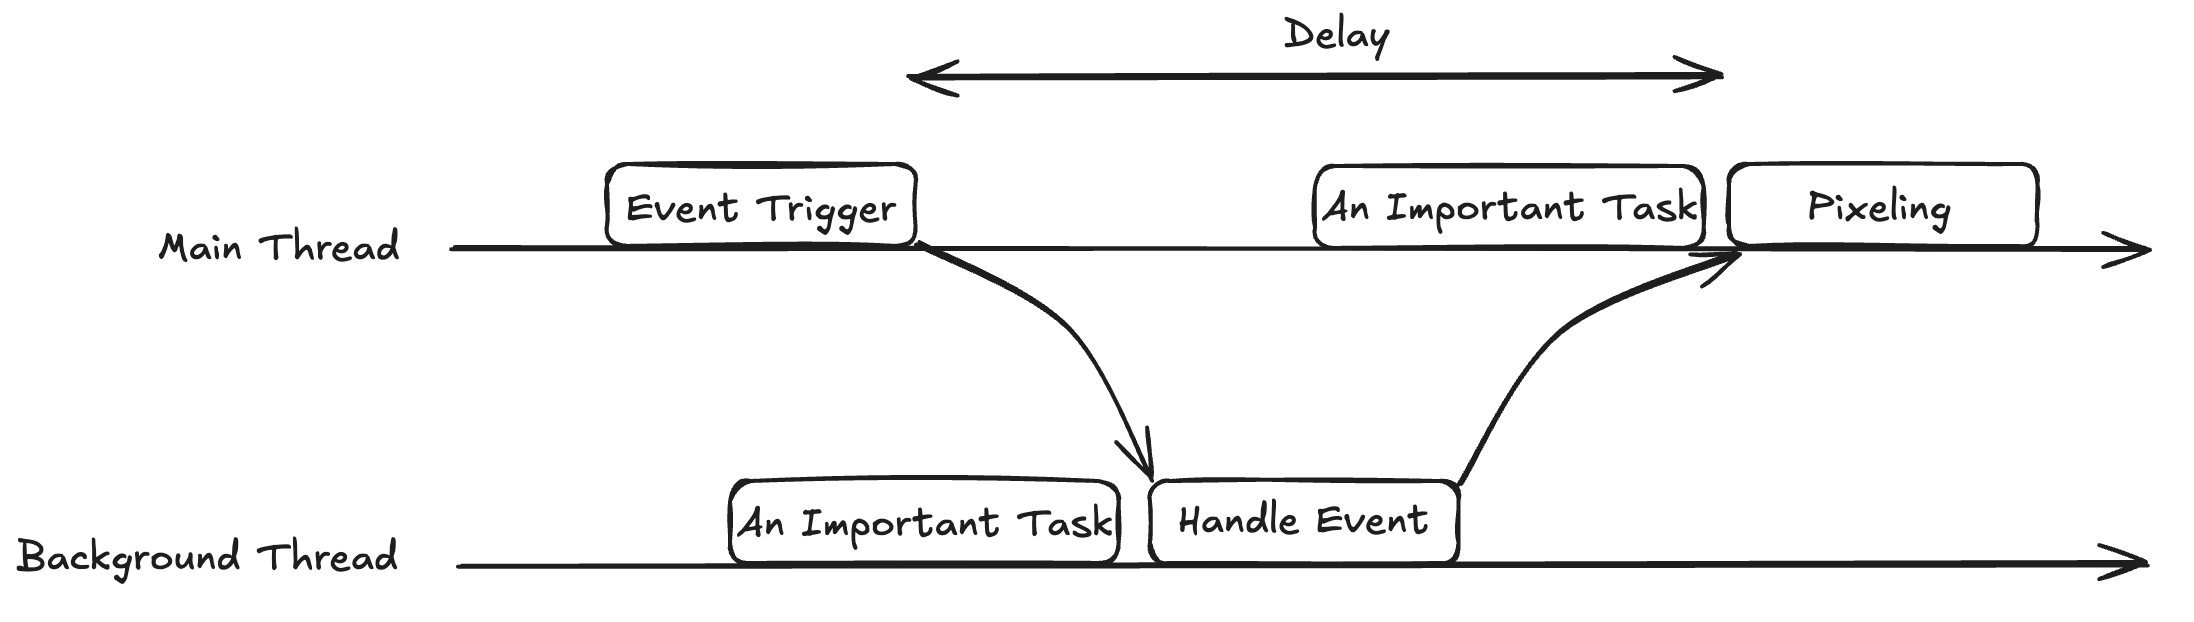 Delay
Event Trigger
An Important Task
Pixeling
Main Thread
An Important Task
Handle Event
Background Thread